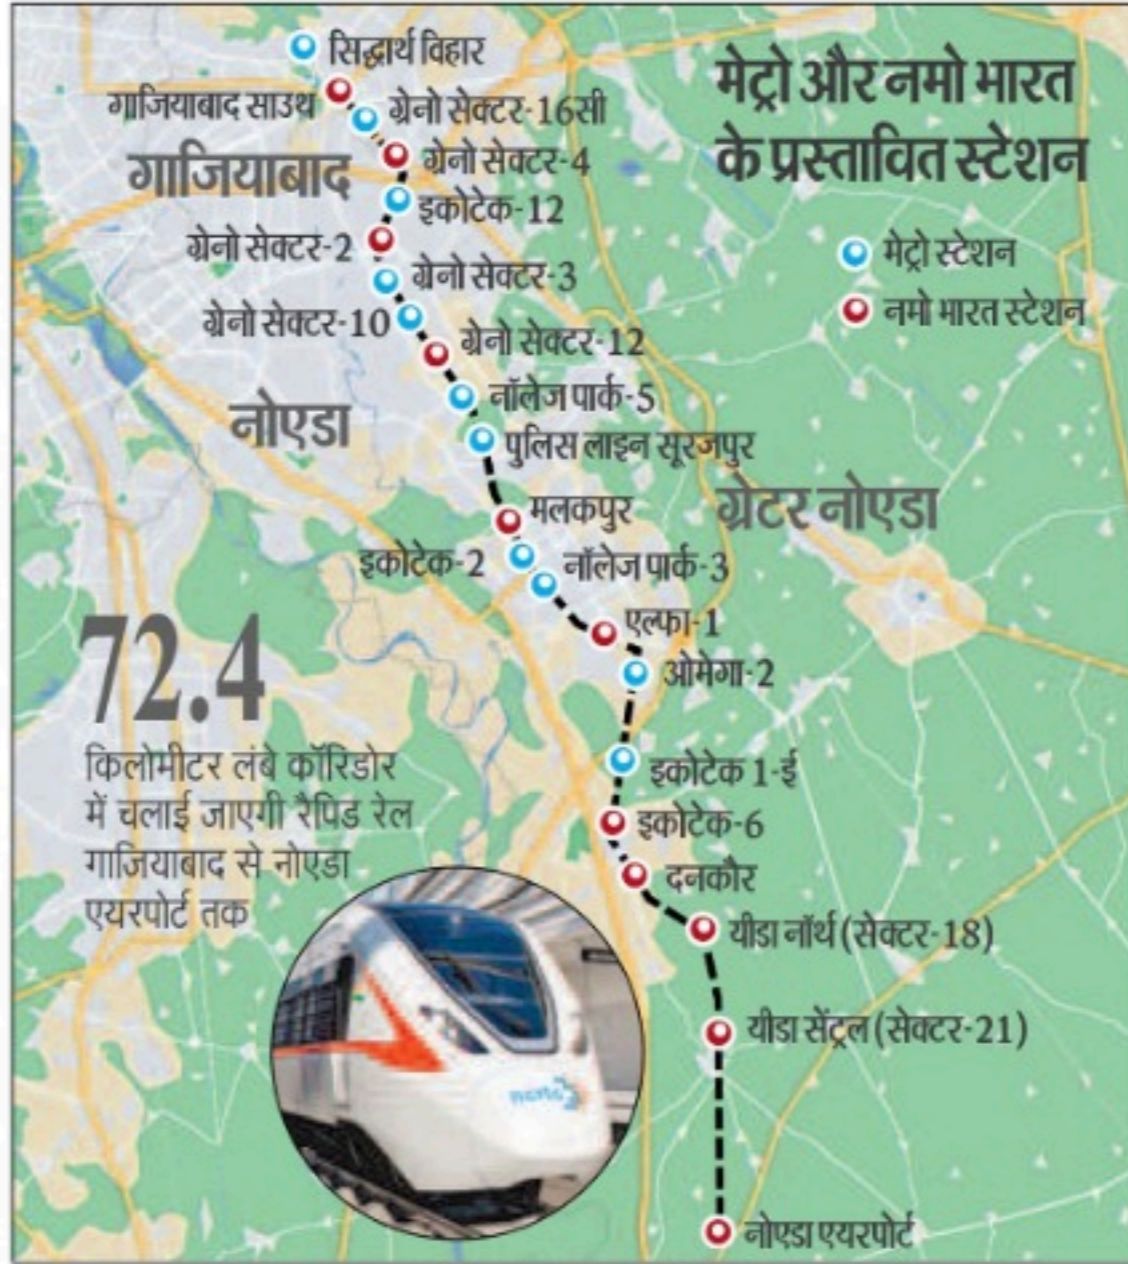 मेट्रो और नमो भारत
के प्रस्तावित स्टेशन
मेट्रो स्टेशन
नमो भारत स्टेशन
सिद्धार्थ विहार
गाजियाबाद साउथ
ग्रेनो सेक्टर-16सी
गाजियाबाद
ग्रेनो सेक्टर-4
इकोटेक-12
ग्रेनो सेक्टर-2
ग्रेनो सेक्टर-3
ग्रेनो सेक्टर-10
ग्रेनो सेक्टर-12
नॉलेज पार्क-5
नोएडा
पुलिस लाइन सूरजपुर
मलकपुर
ग्रेटर नोएडा
इकोटेक-2
नॉलेज पार्क-3
एल्फा-1
ओमेगा-2
इकोटेक 1-ई
इकोटेक-6
दनकौर
यीडा नॉर्थ (सेक्टर-18)
यीडा सेंट्रल (सेक्टर-21)
नोएडा एयरपोर्ट
72.4
किलोमीटर लंबे कॉरिडोर
में चलाई जाएगी रैपिड रेल
गाजियाबाद से नोएडा
एयरपोर्ट तक